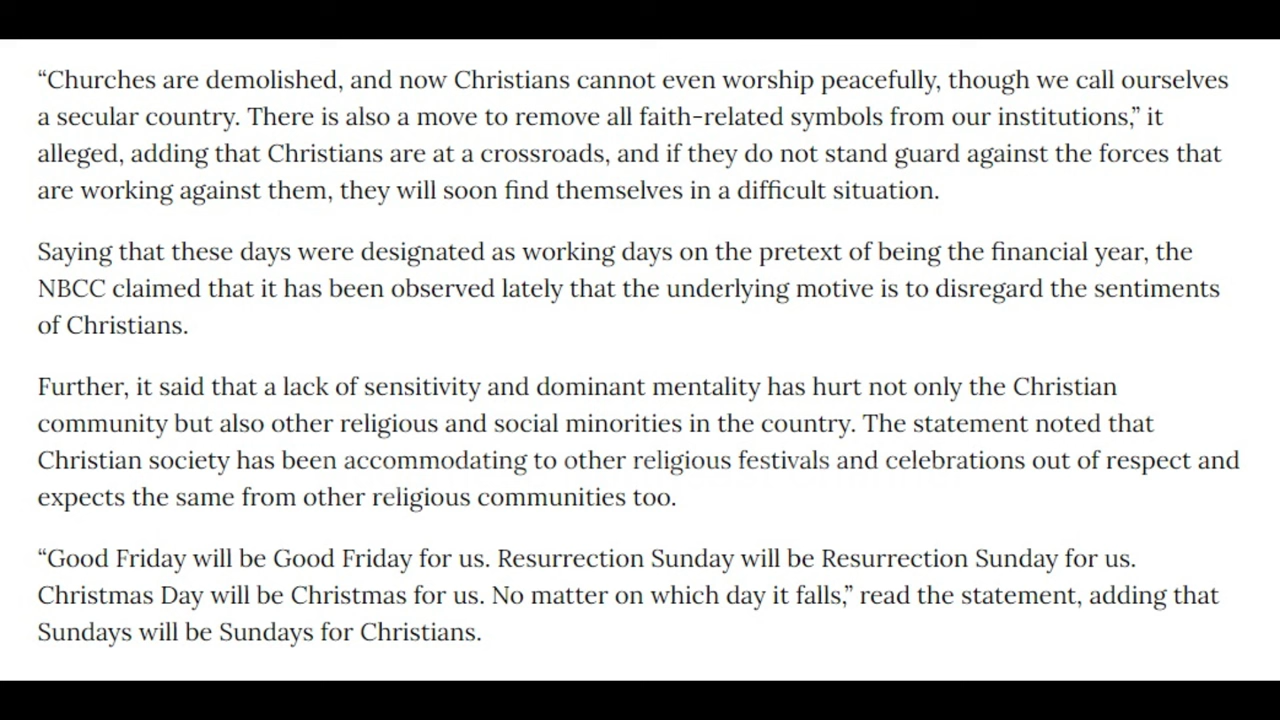 “Churches are demolished, and now Christians cannot even worship peacefully, though we call ourselves
a secular country. There is also a move to remove all faith-related symbols from our institutions,” it
alleged, adding that Christians are at a crossroads, and if they do not stand guard against the forces that
are working against them, they will soon find themselves in a difficult situation.
Saying that these days were designated as working days on the pretext of being the financial year, the
NBCC claimed that it has been observed lately that the underlying motive is to disregard the sentiments
of Christians.
Further, it said that a lack of sensitivity and dominant mentality has hurt not only the Christian
community but also other religious and social minorities in the country. The statement noted that
Christian society has been accommodating to other religious festivals and celebrations out of respect and
expects the same from other religious communities too.
“Good Friday will be Good Friday for us. Resurrection Sunday will be Resurrection Sunday for us.
Christmas Day will be Christmas for us. No matter on which day it falls,” read the statement, adding that
Sundays will be Sundays for Christians.